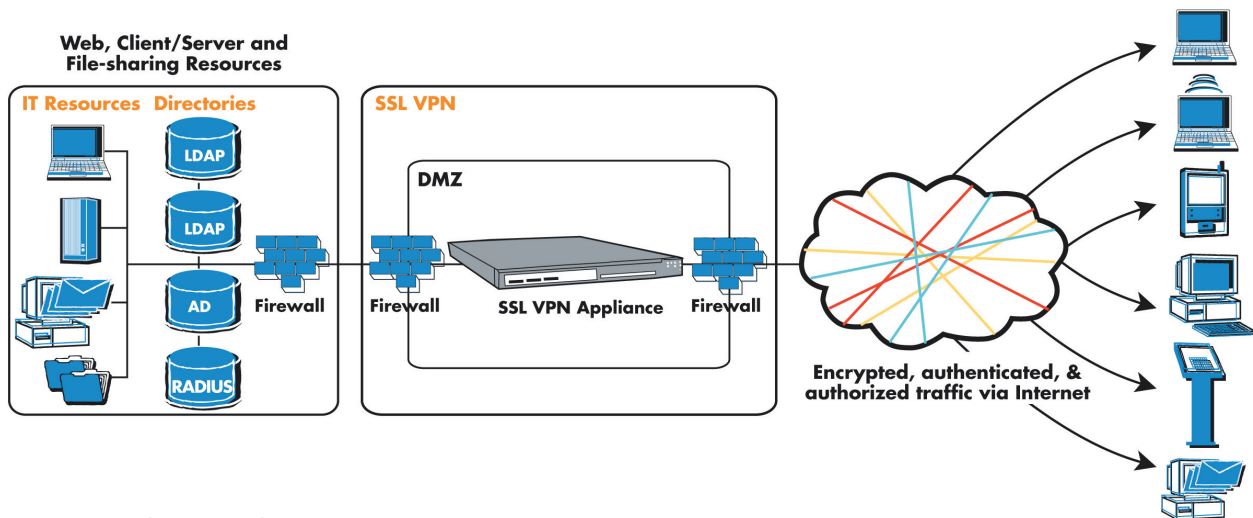 Web, Client/Server and
File-sharing Resources
IT Resources
Directories
LDAP
LDAP
AD
RADIUS
Firewall
SSL VPN
DMZ
Firewall
SSL VPN Appliance
Firewall
Encrypted, authenticated, &
authorized traffic via Internet